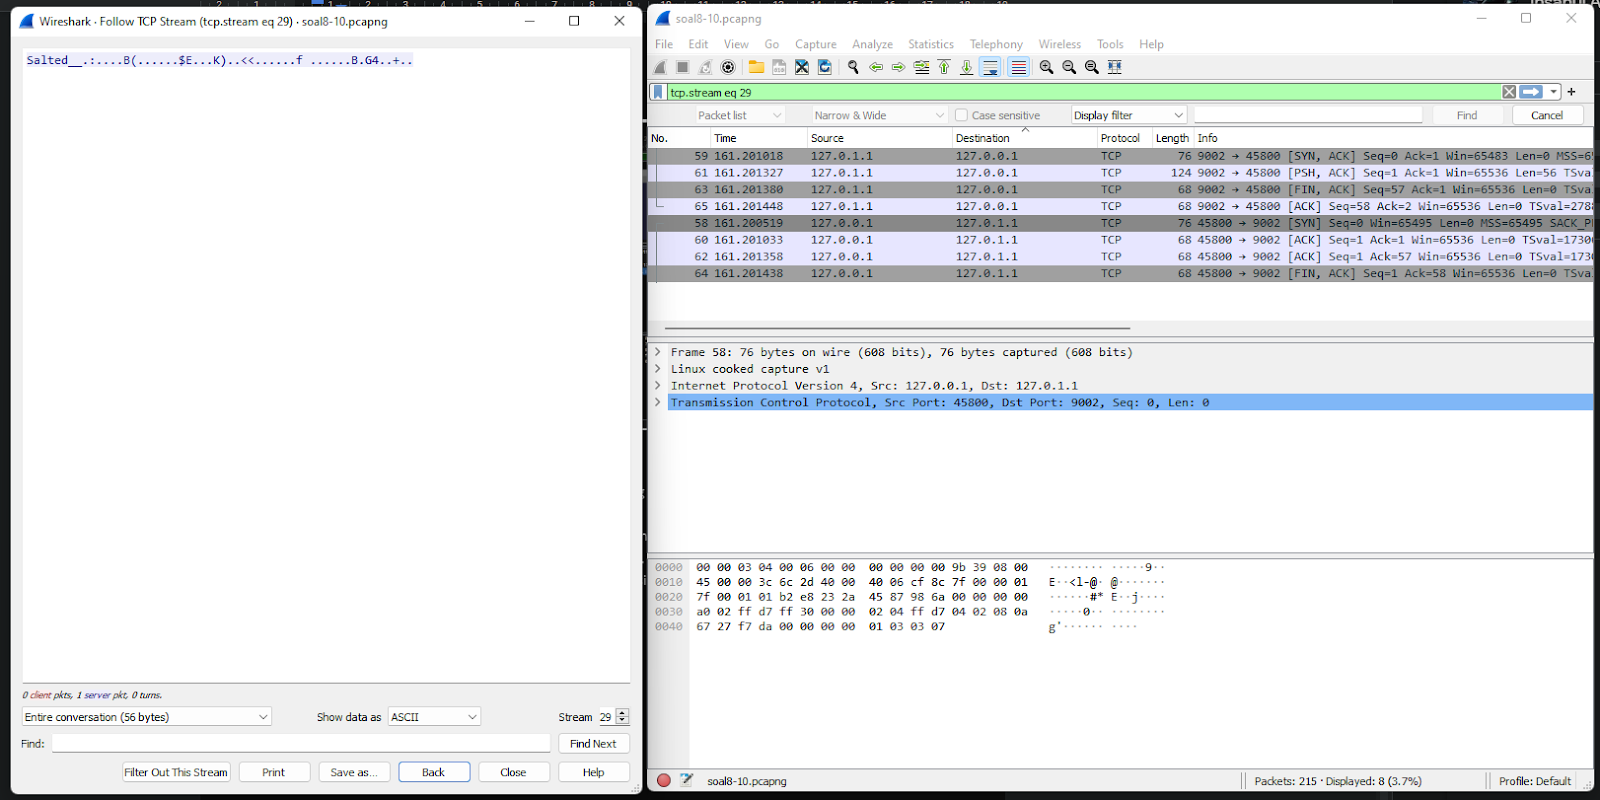 Wireshark · Follow TCP Stream (tcp.stream eq 29) · soal8-10.pcapng
Salted__.:....B(......$E...K)..<<......f ......B.G4..+..
0 client pkts, 1 server pkt, 0 turns.
Entire conversation (56 bytes)
Show data as ASCII
Stream 29
Find:
Find Next
Filter Out This Stream
Print
Save as...
Back
Close
Help
soal8-10.pcapng
File Edit View Go Capture Analyze Statistics Telephony Wireless Tools Help
tcp.stream eq 29
Packet list
Narrow & Wide
Case sensitive
Display filter
Find
Cancel
No. Time Source Destination Protocol Length Info
59 161.201018 127.0.1.1 127.0.0.1 TCP 76 9002 → 45800 [SYN, ACK] Seq=0 Ack=1 Win=65483 Len=0 MSS=65
61 161.201327 127.0.1.1 127.0.0.1 TCP 124 9002 → 45800 [PSH, ACK] Seq=1 Ack=1 Win=65536 Len=56 TSva
63 161.201380 127.0.1.1 127.0.0.1 TCP 68 9002 → 45800 [FIN, ACK] Seq=57 Ack=1 Win=65536 Len=0 TSva
65 161.201448 127.0.1.1 127.0.0.1 TCP 68 9002 → 45800 [ACK] Seq=58 Ack=2 Win=65536 Len=0 TSval=2788
58 161.200519 127.0.0.1 127.0.1.1 TCP 76 45800 → 9002 [SYN] Seq=0 Win=65495 Len=0 MSS=65495 SACK_P
60 161.201033 127.0.0.1 127.0.1.1 TCP 68 45800 → 9002 [ACK] Seq=1 Ack=1 Win=65536 Len=0 TSval=1730
62 161.201358 127.0.0.1 127.0.1.1 TCP 68 45800 → 9002 [ACK] Seq=1 Ack=57 Win=65536 Len=0 TSval=173
64 161.201438 127.0.0.1 127.0.1.1 TCP 68 45800 → 9002 [FIN, ACK] Seq=1 Ack=58 Win=65536 Len=0 TSva
Frame 58: 76 bytes on wire (608 bits), 76 bytes captured (608 bits)
Linux cooked capture v1
Internet Protocol Version 4, Src: 127.0.0.1, Dst: 127.0.1.1
Transmission Control Protocol, Src Port: 45800, Dst Port: 9002, Seq: 0, Len: 0
0000 00 00 03 04 00 06 00 00 00 00 00 00 9b 39 08 00 ········ ·····9··
0010 45 00 00 3c 6c 2d 40 00 40 06 cf 8c 7f 00 00 01 E··<l-@· @·······
0020 7f 00 01 01 b2 e8 23 2a 45 87 98 6a 00 00 00 00 ······#* E··j····
0030 a0 02 ff d7 ff 30 00 00 02 04 ff d7 04 02 08 0a ·····0·· ········
0040 67 27 f7 da 00 00 00 00 01 03 03 07 g'······ ····
soal8-10.pcapng
Packets: 215 · Displayed: 8 (3.7%)
Profile: Default